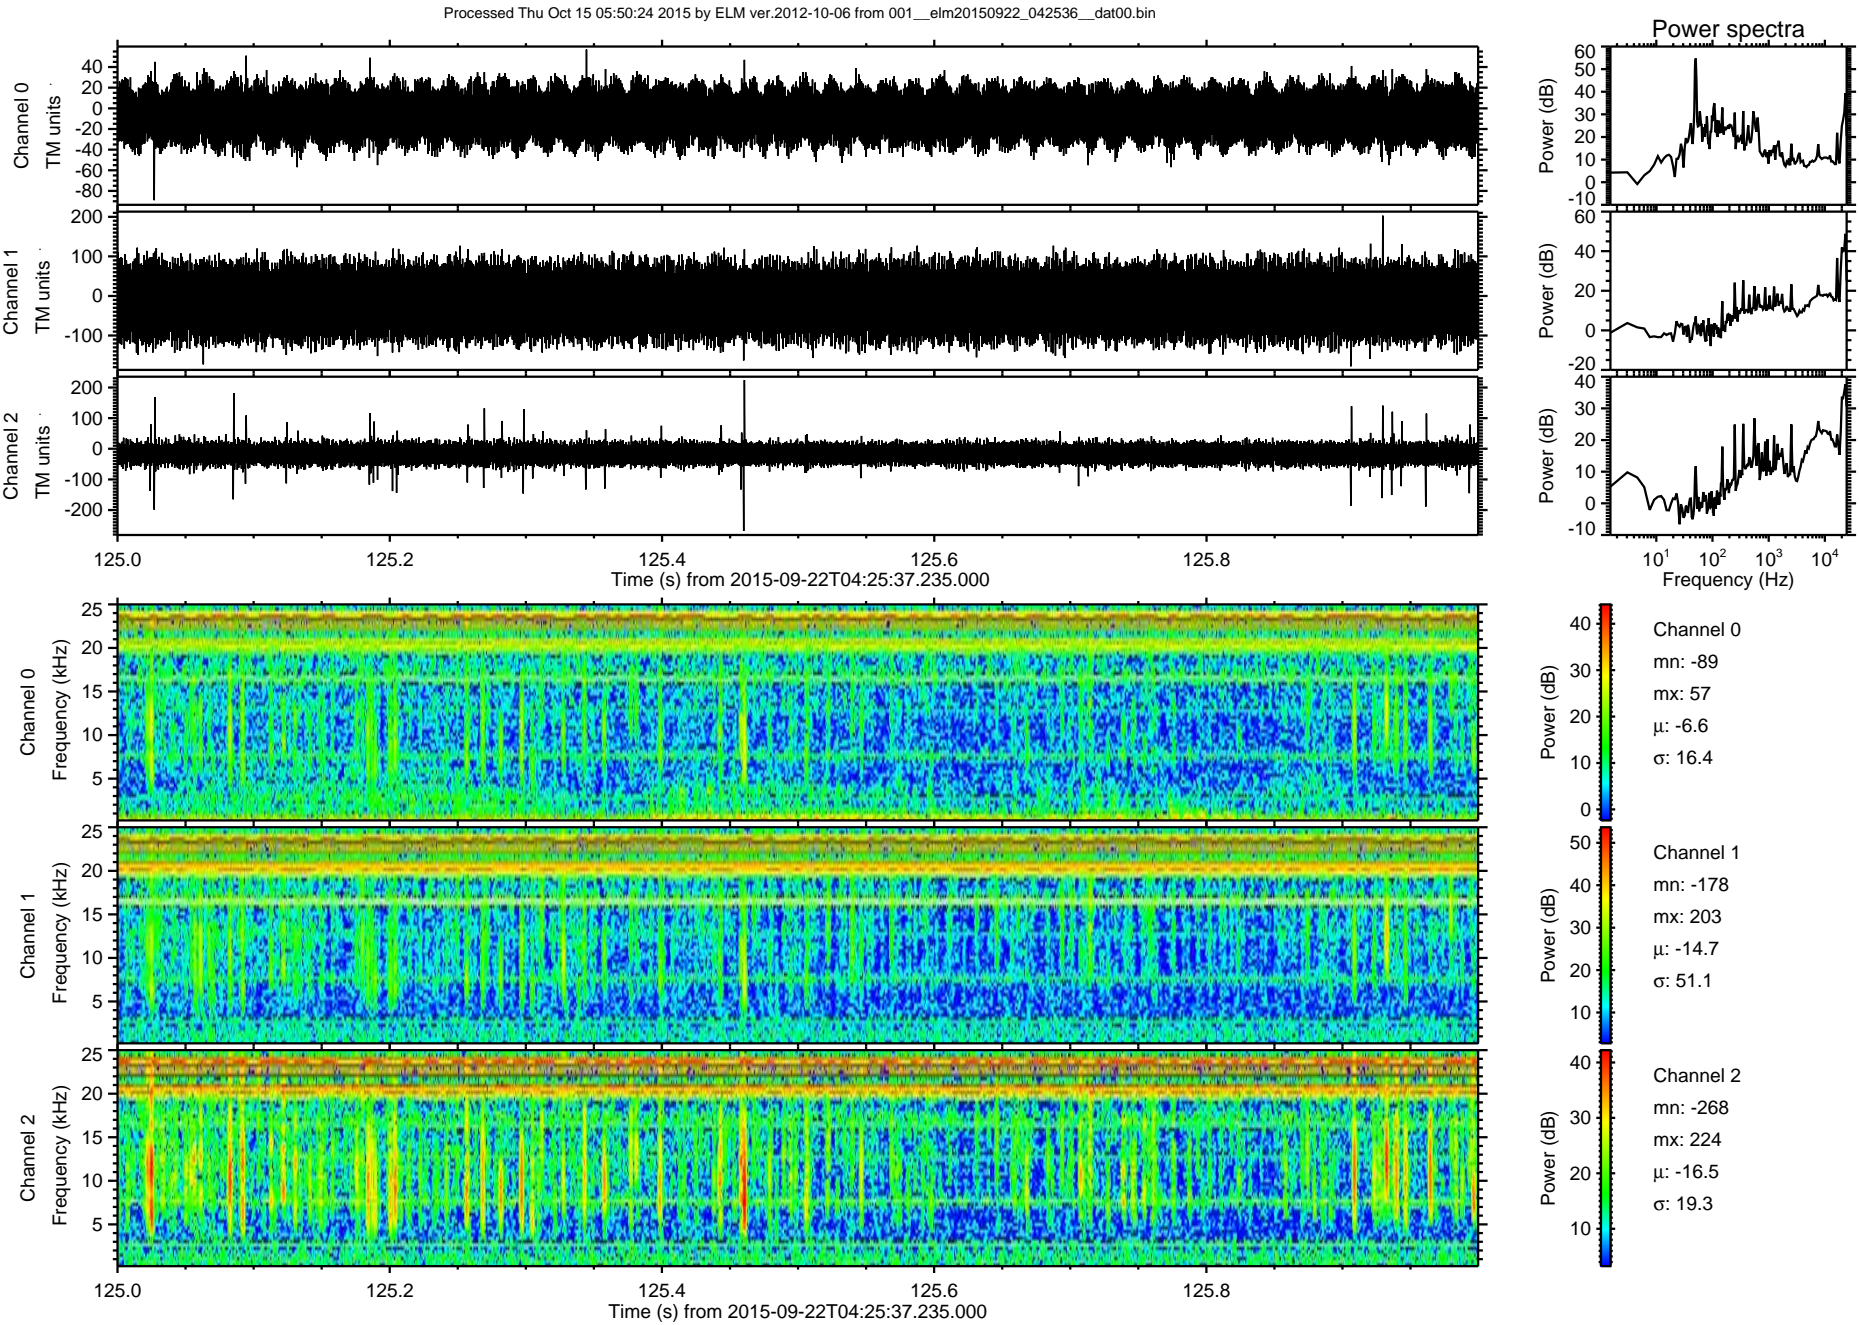 Processed Thu Oct 15 05:50:24 2015 by ELM ver.2012-10-06 from 001__elm20150922_042536__dat00.bin
Power spectra
Channel 0
TM units
40
20
0
-20
-40
-60
-80
Power (dB)
60
50
40
30
20
10
0
-10
Channel 1
TM units
200
100
0
-100
Power (dB)
60
40
20
0
-20
Channel 2
TM units
200
100
0
-100
-200
Power (dB)
40
30
20
10
0
-10
125.0 125.2 125.4 125.6 125.8
Time (s) from 2015-09-22T04:25:37.235.000
10^1 10^2 10^3 10^4
Frequency (Hz)
Channel 0
Frequency (kHz)
25
20
15
10
5
Power (dB)
40
30
20
10
0
Channel 0
mn: -89
mx: 57
μ: -6.6
σ: 16.4
Channel 1
Frequency (kHz)
25
20
15
10
5
Power (dB)
50
40
30
20
10
Channel 1
mn: -178
mx: 203
μ: -14.7
σ: 51.1
Channel 2
Frequency (kHz)
25
20
15
10
5
Power (dB)
40
30
20
10
Channel 2
mn: -268
mx: 224
μ: -16.5
σ: 19.3
125.0 125.2 125.4 125.6 125.8
Time (s) from 2015-09-22T04:25:37.235.000